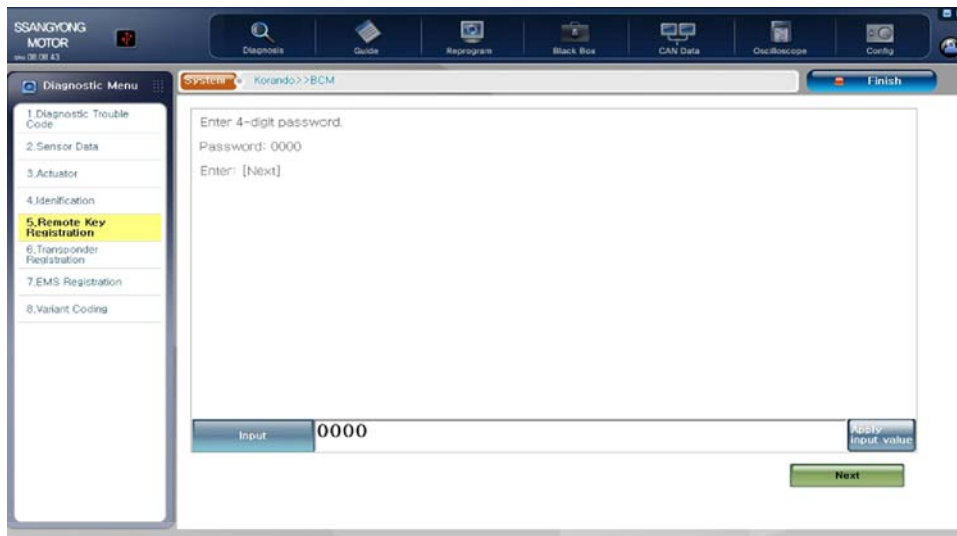 SSANGYONG
MOTOR
Diagnosis
Guide
Reprogram
Black Box
CAN Data
Oscilloscope
Config
Diagnostic Menu
System
Korando>>BCM
Finish
1.Diagnostic Trouble
Code
2.Sensor Data
3.Actuator
4.Idenification
5.Remote Key
Registration
6.Transponder
Registration
7.EMS Registration
8.Variant Coding
Enter 4-digit password.
Password: 0000
Enter: [Next]
Input
0000
Apply
input value
Next